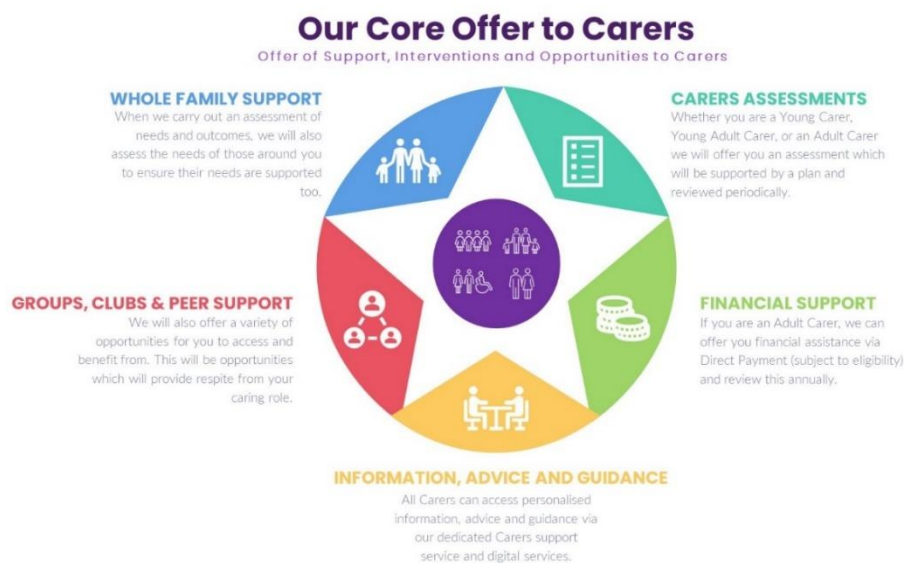 Our Core Offer to Carers
Offer of Support, Interventions and Opportunities to Carers
WHOLE FAMILY SUPPORT
When we carry out an assessment of
needs and outcomes, we will also
assess the needs of those around you
to ensure their needs are supported
too.
CARERS ASSESSMENTS
Whether you are a Young Carer,
Young Adult Carer, or an Adult Carer
we will offer you an assessment which
will be supported by a plan and
reviewed periodically.
GROUPS, CLUBS & PEER SUPPORT
We will also offer a variety of
opportunities for you to access and
benefit from. This will be opportunities
which will provide respite from your
caring role.
FINANCIAL SUPPORT
If you are an Adult Carer, we can
offer you financial assistance via
Direct Payment (subject to eligibility)
and review this annually.
INFORMATION, ADVICE AND GUIDANCE
All Carers can access personalised
information, advice and guidance via
our dedicated Carers support
service and digital services.